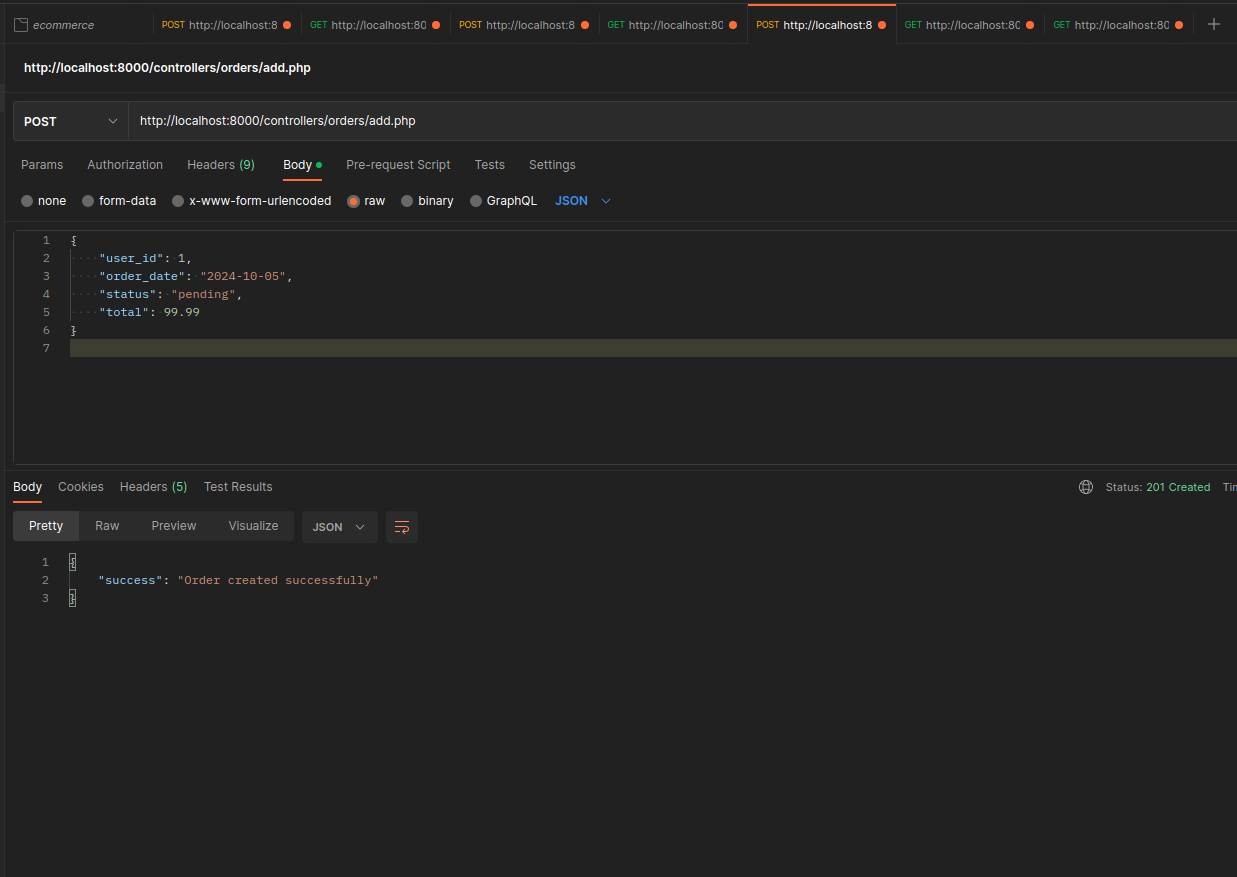 ecommerce POST http://localhost:8 GET http://localhost:80 POST http://localhost:8 GET http://localhost:80 POST http://localhost:8 GET http://localhost:80 GET http://localhost:80
http://localhost:8000/controllers/orders/add.php
POST http://localhost:8000/controllers/orders/add.php
Params Authorization Headers (9) Body Pre-request Script Tests Settings
none form-data x-www-form-urlencoded raw binary GraphQL JSON
1 {
2 "user_id": 1,
3 "order_date": "2024-10-05",
4 "status": "pending",
5 "total": 99.99
6 }
7
Body Cookies Headers (5) Test Results Status: 201 Created Tim
Pretty Raw Preview Visualize JSON
1 {
2 "success": "Order created successfully"
3 }